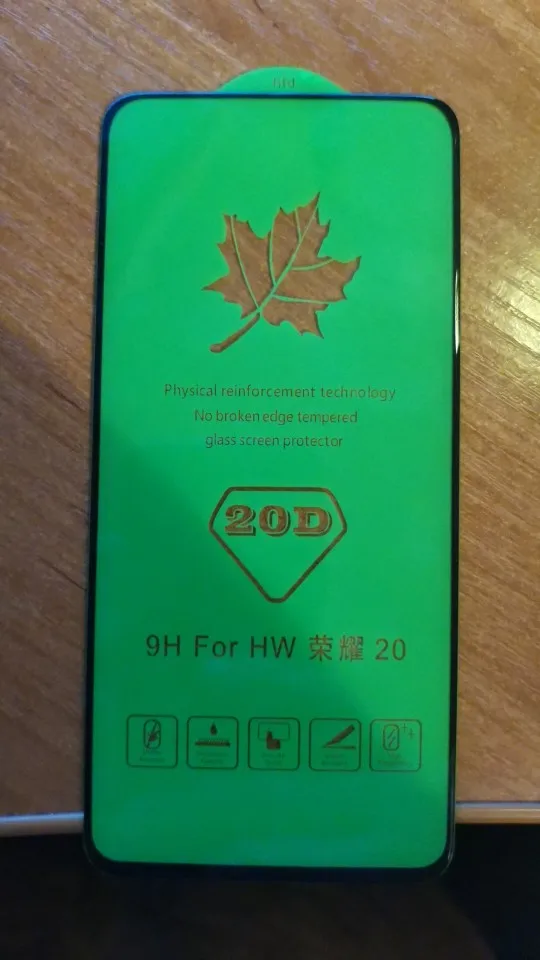 Physical reinforcement technology
No broken edge tempered
glass screen protector
20D
9H For HW 荣耀 20